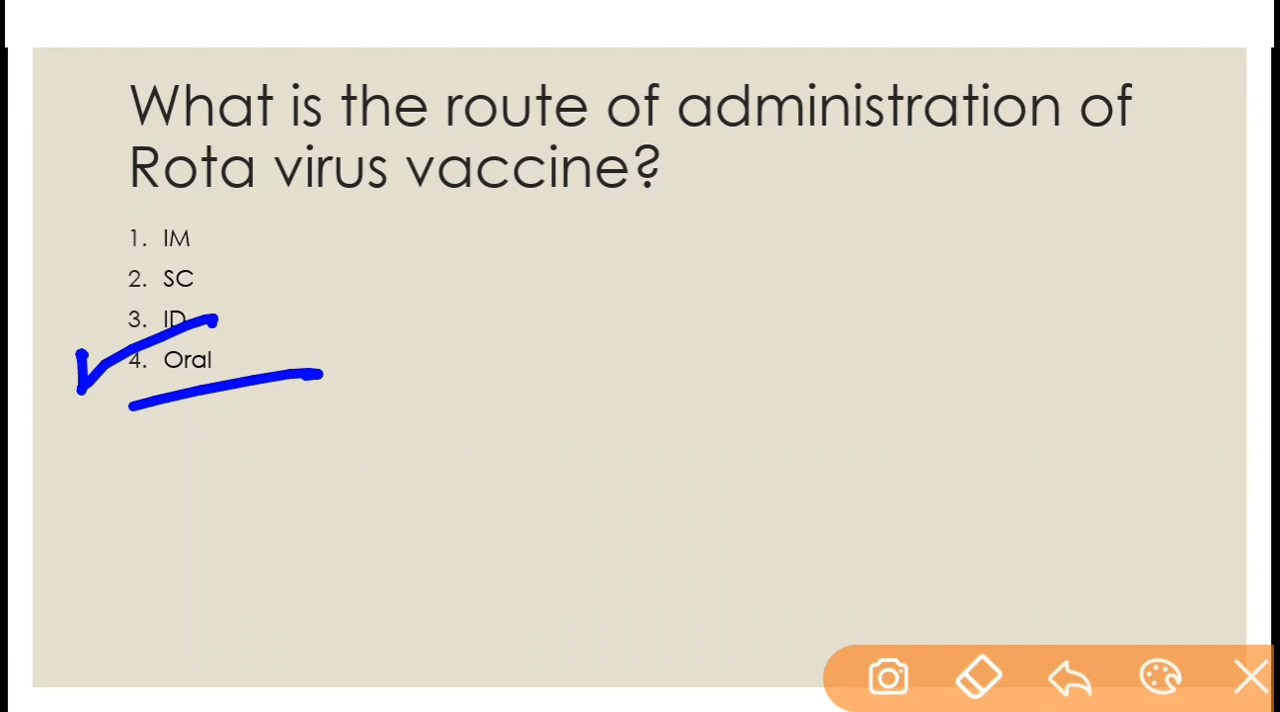 What is the route of administration of
Rota virus vaccine?
1. IM
2. SC
3. ID
4. Oral